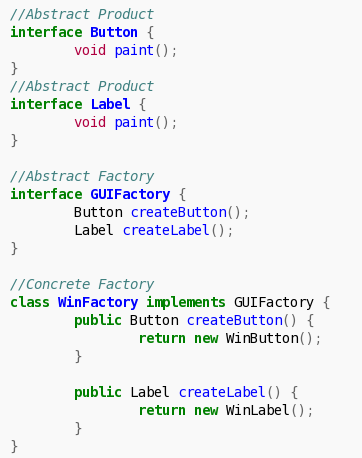 //Abstract Product
interface Button {
        void paint();
}
//Abstract Product
interface Label {
        void paint();
}

//Abstract Factory
interface GUIFactory {
        Button createButton();
        Label createLabel();
}

//Concrete Factory
class WinFactory implements GUIFactory {
        public Button createButton() {
                return new WinButton();
        }

        public Label createLabel() {
                return new WinLabel();
        }
}